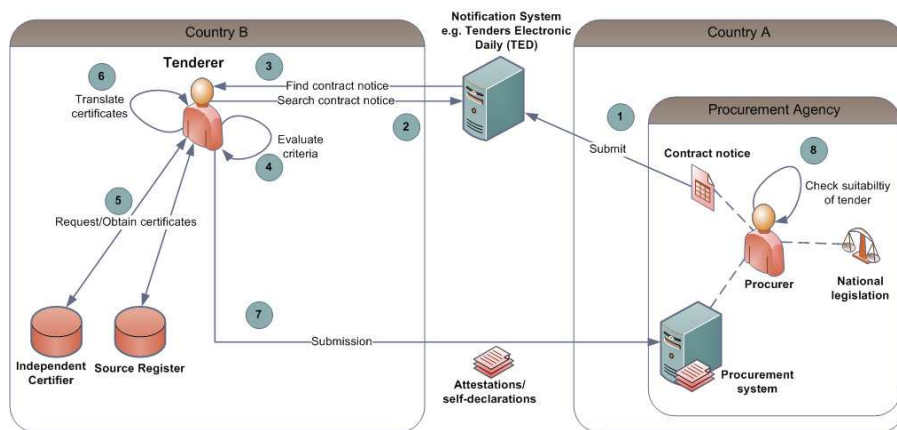 Country B
Notification System
e.g. Tenders Electronic
Daily (TED)
Country A
Tenderer
6
3
Find contract notice
Search contract notice
Translate
certificates
2
1
Procurement Agency
Evaluate
criteria
4
Submit
Contract notice
8
Check suitabiltiy
of tender
5
Request/Obtain certificates
Procurer
National
legislation
7
Submission
Independent
Certifier
Source Register
Attestations/
self-declarations
Procurement
system